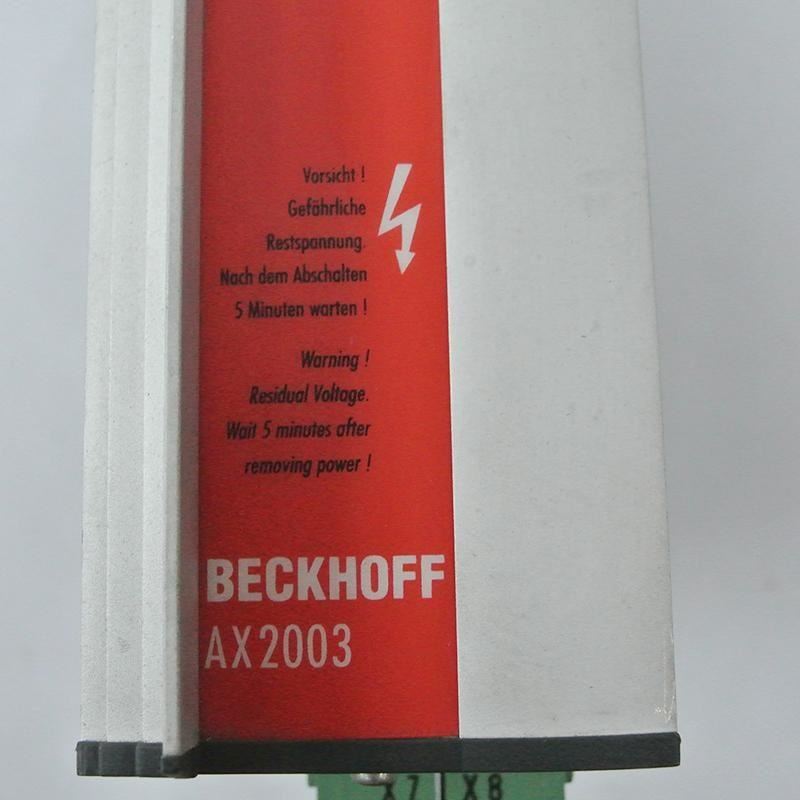 Vorsicht !
Gefährliche
Restspannung.
Nach dem Abschalten
5 Minuten warten !
Warning !
Residual Voltage.
Wait 5 minutes after
removing power !
BECKHOFF
AX2003
X7 X8